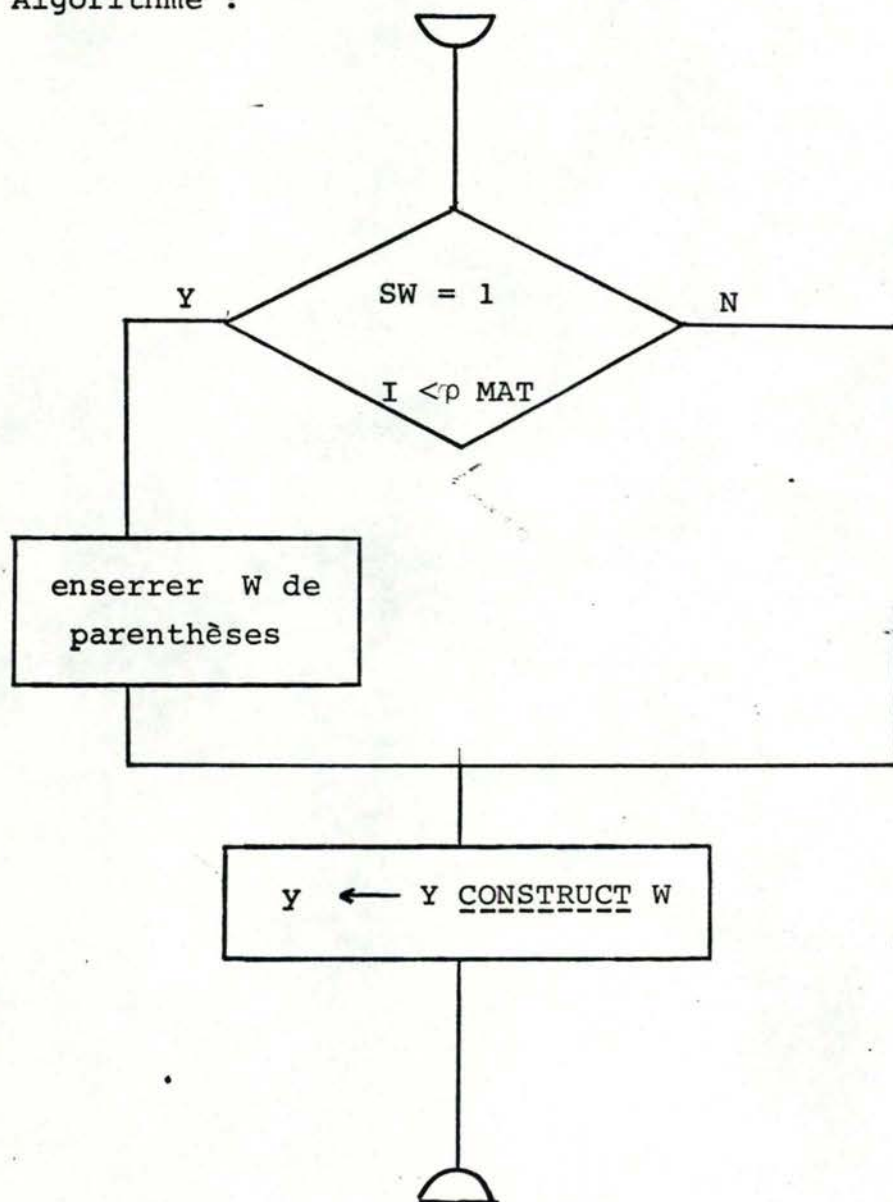 Algorithme :
SW = 1
Y
N
I <ρ MAT
enserrer W de
parenthèses
y ← Y CONSTRUCT W